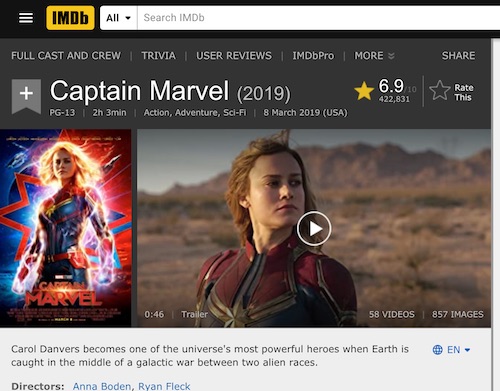 IMDb All Search IMDb
FULL CAST AND CREW | TRIVIA | USER REVIEWS | IMDbPro | MORE SHARE
+ Captain Marvel (2019) 6.9/10 Rate
422,831 This
PG-13 | 2h 3min | Action, Adventure, Sci-Fi | 8 March 2019 (USA)
CAPTAIN
MARVEL
0:46 | Trailer 58 VIDEOS | 857 IMAGES
Carol Danvers becomes one of the universe's most powerful heroes when Earth is EN
caught in the middle of a galactic war between two alien races.
Directors: Anna Boden, Ryan Fleck